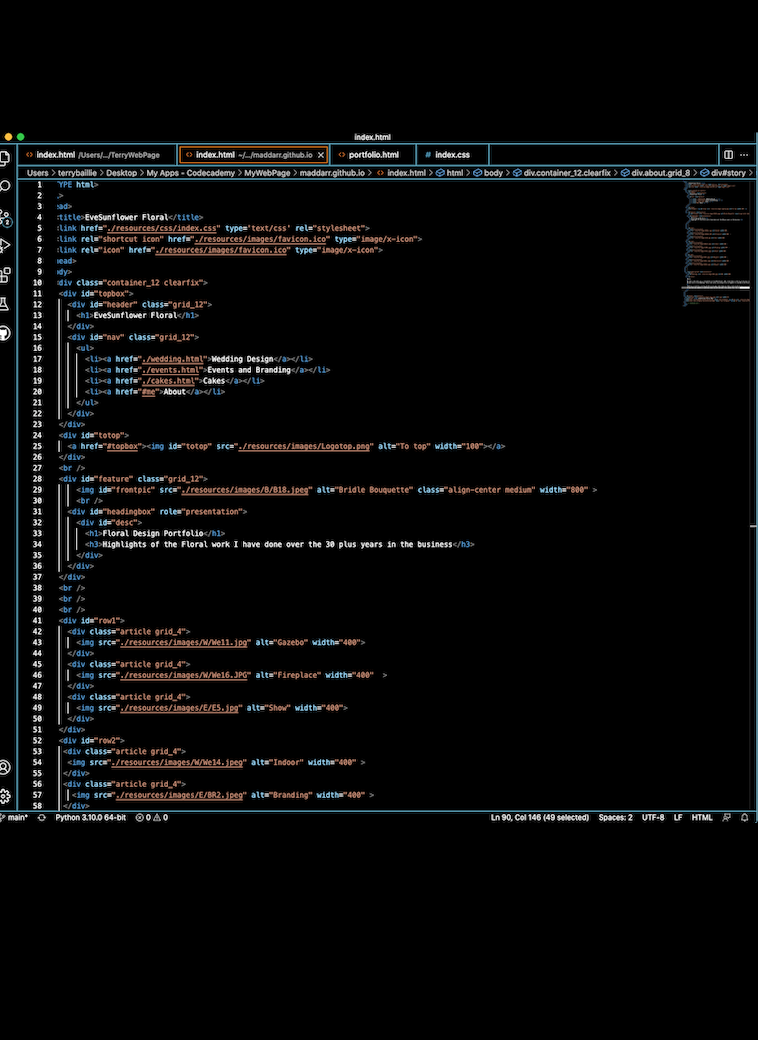 index.html
index.html /Users/.../TerryWebPage index.html ~/.../maddarr.github.io portfolio.html # index.css
Users > terrybaillie > Desktop > My Apps - Codecademy > MyWebPage > maddarr.github.io > index.html > html > body > div.container_12.clearfix > div.about.grid_8 > div#story >
1 YPE html>
2 >
3 ead>
4 title>EveSunflower Floral</title>
5 link href="./resources/css/index.css" type='text/css' rel="stylesheet">
6 link rel="shortcut icon" href="./resources/images/favicon.ico" type="image/x-icon">
7 link rel="icon" href="./resources/images/favicon.ico" type="image/x-icon">
8 head>
9 ody>
10 div class="container_12 clearfix">
11 <div id="topbox">
12 <div id="header" class="grid_12">
13 <h1>EveSunflower Floral</h1>
14 </div>
15 <div id="nav" class="grid_12">
16 <ul>
17 <li><a href="./wedding.html">Wedding Design</a></li>
18 <li><a href="./events.html">Events and Branding</a></li>
19 <li><a href="./cakes.html">Cakes</a></li>
20 <li><a href="#me">About</a></li>
21 </ul>
22 </div>
23 </div>
24 <div id="totop">
25 <a href="#topbox"><img id="totop" src="./resources/images/Logotop.png" alt="To top" width="100"></a>
26 </div>
27 <br />
28 <div id="feature" class="grid_12">
29 <img id="frontpic" src="./resources/images/B/B18.jpeg" alt="Bridle Bouquette" class="align-center medium" width="800" >
30 <br />
31 <div id="headingbox" role="presentation">
32 <div id="desc">
33 <h1>Floral Design Portfolio</h1>
34 <h3>Highlights of the Floral work I have done over the 30 plus years in the business</h3>
35 </div>
36 </div>
37 </div>
38 <br />
39 <br />
40 <br />
41 <div id="row1">
42 <div class="article grid_4">
43 <img src="./resources/images/W/We11.jpg" alt="Gazebo" width="400">
44 </div>
45 <div class="article grid_4">
46 <img src="./resources/images/W/We16.JPG" alt="Fireplace" width="400" >
47 </div>
48 <div class="article grid_4">
49 <img src="./resources/images/E/E5.jpg" alt="Show" width="400">
50 </div>
51 </div>
52 <div id="row2">
53 <div class="article grid_4">
54 <img src="./resources/images/W/We14.jpeg" alt="Indoor" width="400" >
55 </div>
56 <div class="article grid_4">
57 <img src="./resources/images/E/BR2.jpeg" alt="Branding" width="400" >
58 </div>
main* Python 3.10.0 64-bit 0 0 Ln 90, Col 146 (49 selected) Spaces: 2 UTF-8 LF HTML